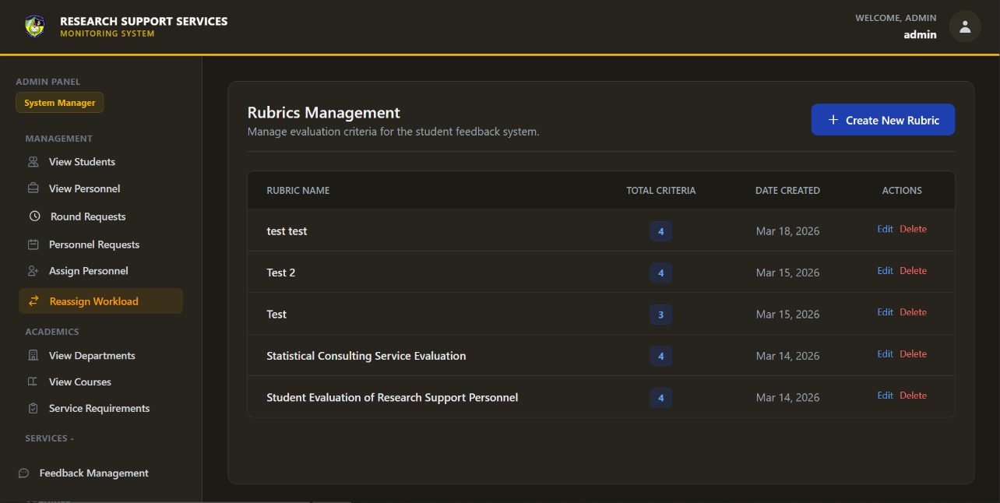 RESEARCH SUPPORT SERVICES
MONITORING SYSTEM
WELCOME, ADMIN
admin
ADMIN PANEL
System Manager
MANAGEMENT
View Students
View Personnel
Round Requests
Personnel Requests
Assign Personnel
Reassign Workload
ACADEMICS
View Departments
View Courses
Service Requirements
SERVICES -
Feedback Management
Rubrics Management
Manage evaluation criteria for the student feedback system.
+ Create New Rubric
RUBRIC NAME TOTAL CRITERIA DATE CREATED ACTIONS
test test 4 Mar 18, 2026 Edit Delete
Test 2 4 Mar 15, 2026 Edit Delete
Test 3 Mar 15, 2026 Edit Delete
Statistical Consulting Service Evaluation 4 Mar 14, 2026 Edit Delete
Student Evaluation of Research Support Personnel 4 Mar 14, 2026 Edit Delete